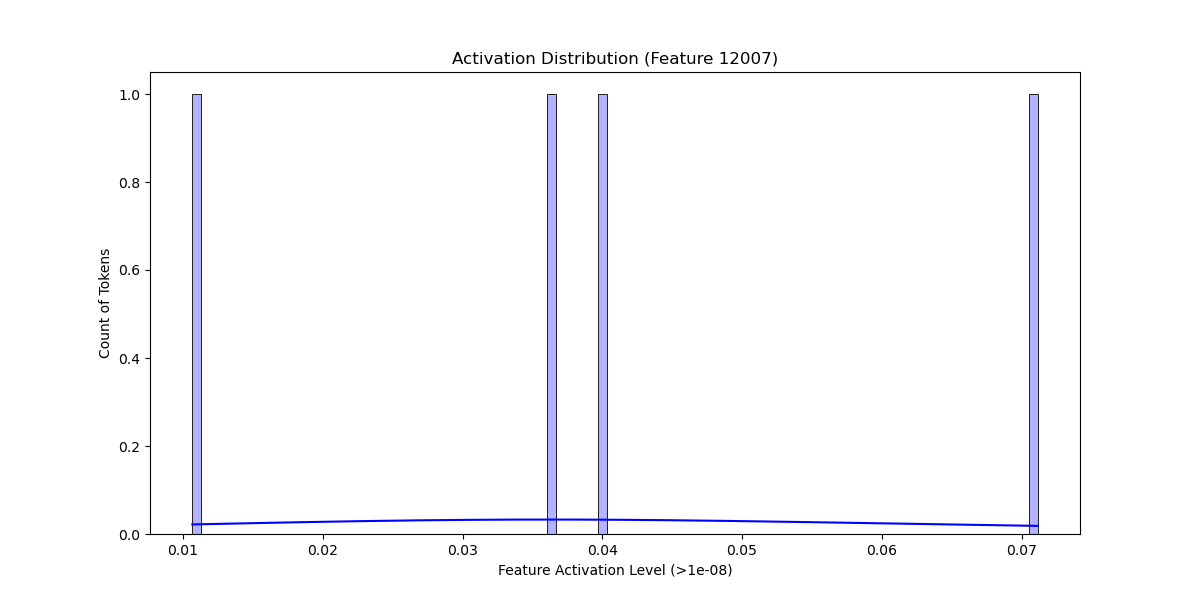 Activation Distribution (Feature 12007)
1.0
0.8
0.6
0.4
0.2
0.0
Count of Tokens
0.01 0.02 0.03 0.04 0.05 0.06 0.07
Feature Activation Level (>1e-08)